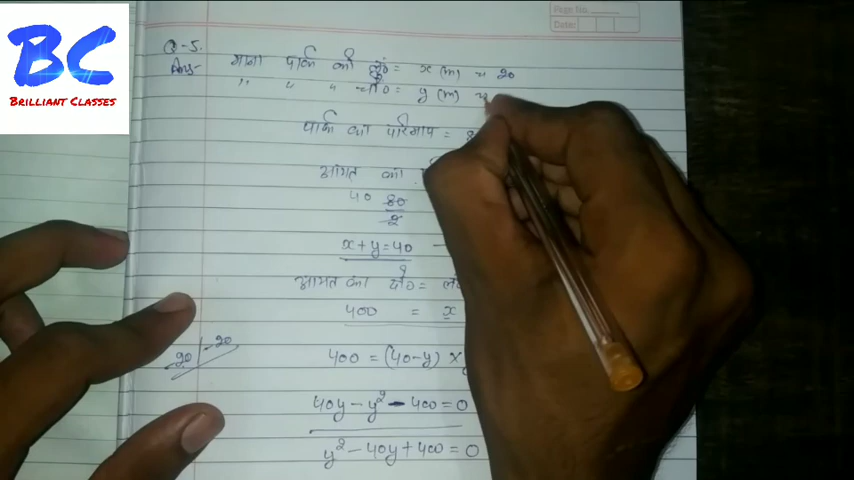 BC
BRILLIANT CLASSES
Page No.
Date:
Q-5.
Ans- माना पार्क की लं० = x (m) = 20
" " " चौ० = y (m) =
पार्क का परिमाप =
आयत का
40 80
2
x + y = 40 -
आयत का = लं
400 = x
400 = (40-y) x y
20 20
40y - y² - 400 = 0
y² - 40y + 400 = 0